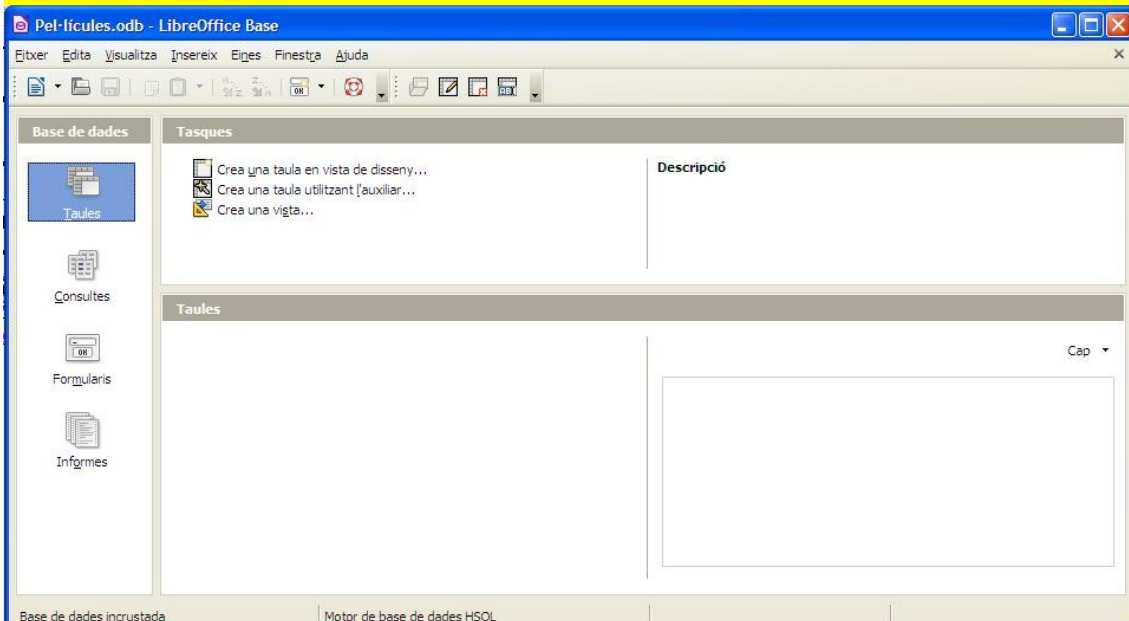 Pel·lícules.odb - LibreOffice Base
Fitxer Edita Visualitza Insereix Eines Finestra Ajuda
Base de dades
Tasques
Taules
Consultes
Formularis
Informes
Crea una taula en vista de disseny...
Crea una taula utilitzant l'auxiliar...
Crea una vista...
Descripció
Taules
Cap
Base de dades incrustada
Motor de base de dades HSQL